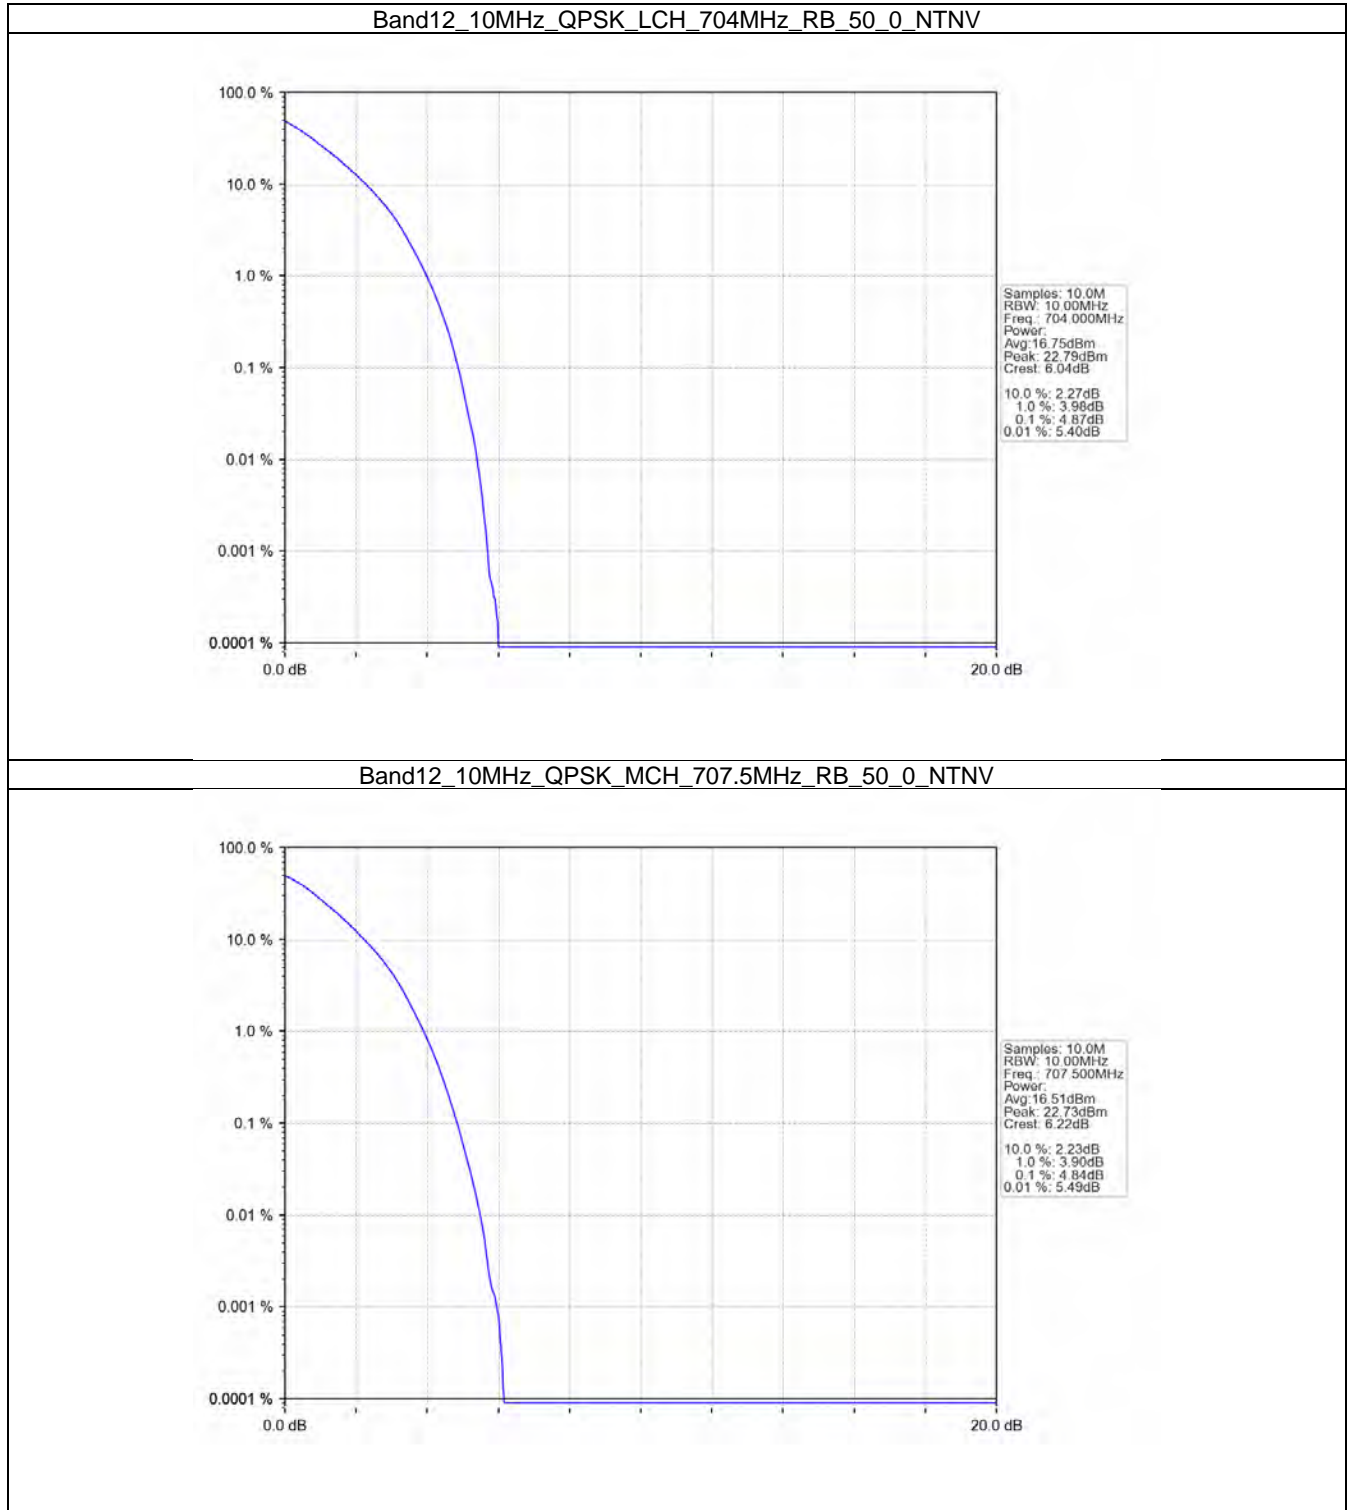 Band12_10MHz_QPSK_LCH_704MHz_RB_50_0_NTNV
100.0 %
10.0 %
1.0 %
0.1 %
0.01 %
0.001 %
0.0001 %
0.0 dB
20.0 dB
Samples: 10.0M
RBW: 10.00MHz
Freq.: 704.000MHz
Power:
Avg:16.75dBm
Peak: 22.79dBm
Crest: 6.04dB
10.0 %: 2.27dB
1.0 %: 3.98dB
0.1 %: 4.87dB
0.01 %: 5.40dB
Band12_10MHz_QPSK_MCH_707.5MHz_RB_50_0_NTNV
100.0 %
10.0 %
1.0 %
0.1 %
0.01 %
0.001 %
0.0001 %
0.0 dB
20.0 dB
Samples: 10.0M
RBW: 10.00MHz
Freq.: 707.500MHz
Power:
Avg:16.51dBm
Peak: 22.73dBm
Crest: 6.22dB
10.0 %: 2.23dB
1.0 %: 3.90dB
0.1 %: 4.84dB
0.01 %: 5.49dB